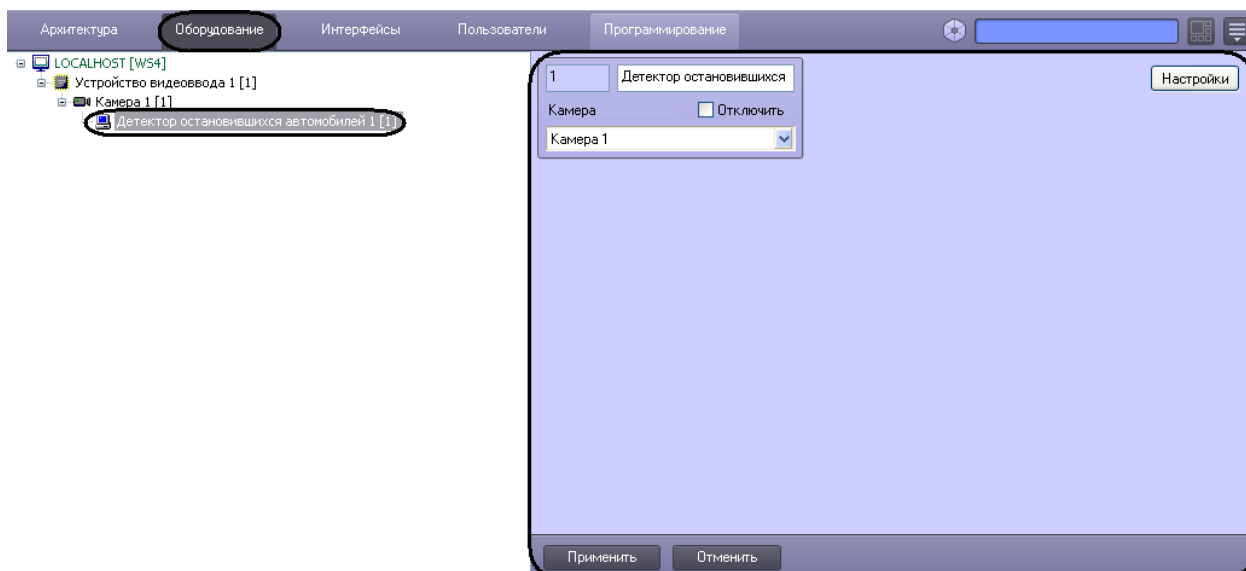 Архитектура Оборудование Интерфейсы Пользователи Программирование
LOCALHOST [WS4]
Устройство видеоввода 1 [1]
Камера 1 [1]
Детектор остановившихся автомобилей 1 [1]
1 Детектор остановившихся
Настройки
Камера Отключить
Камера 1
Применить Отменить